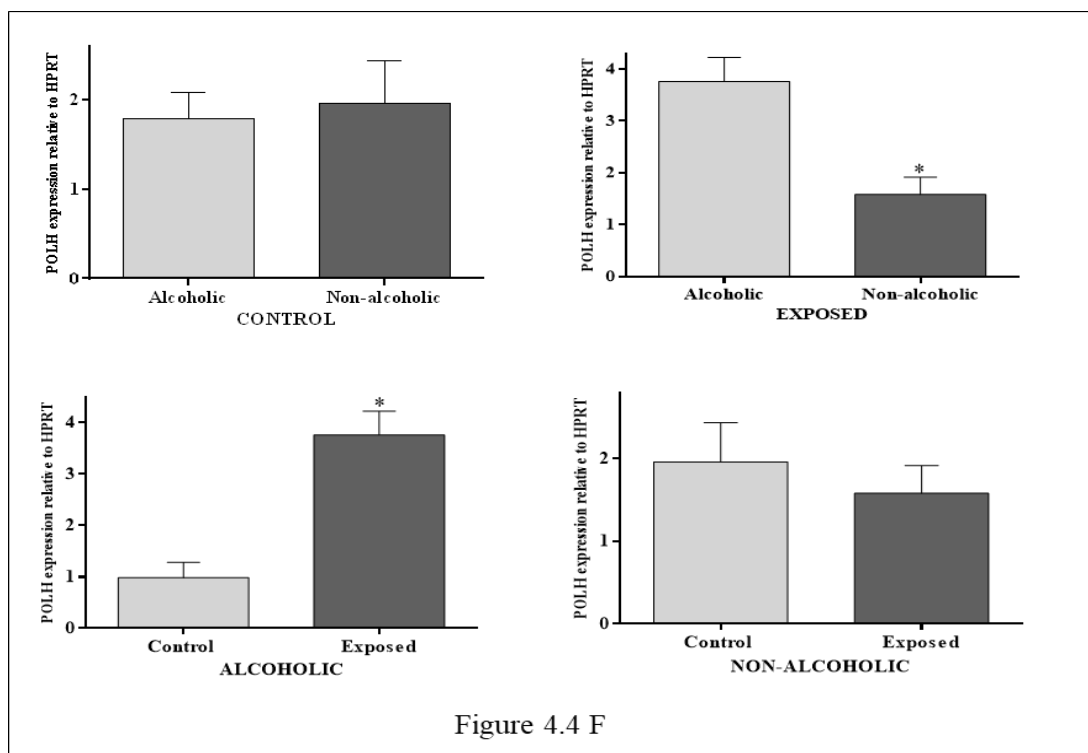 POLH expression relative to HPRT
2
1
0
Alcoholic Non-alcoholic
CONTROL
POLH expression relative to HPRT
4
3
2
1
0
*
Alcoholic Non-alcoholic
EXPOSED
POLH expression relative to HPRT
4
3
2
1
0
*
Control Exposed
ALCOHOLIC
POLH expression relative to HPRT
2
1
0
Control Exposed
NON-ALCOHOLIC
Figure 4.4 F